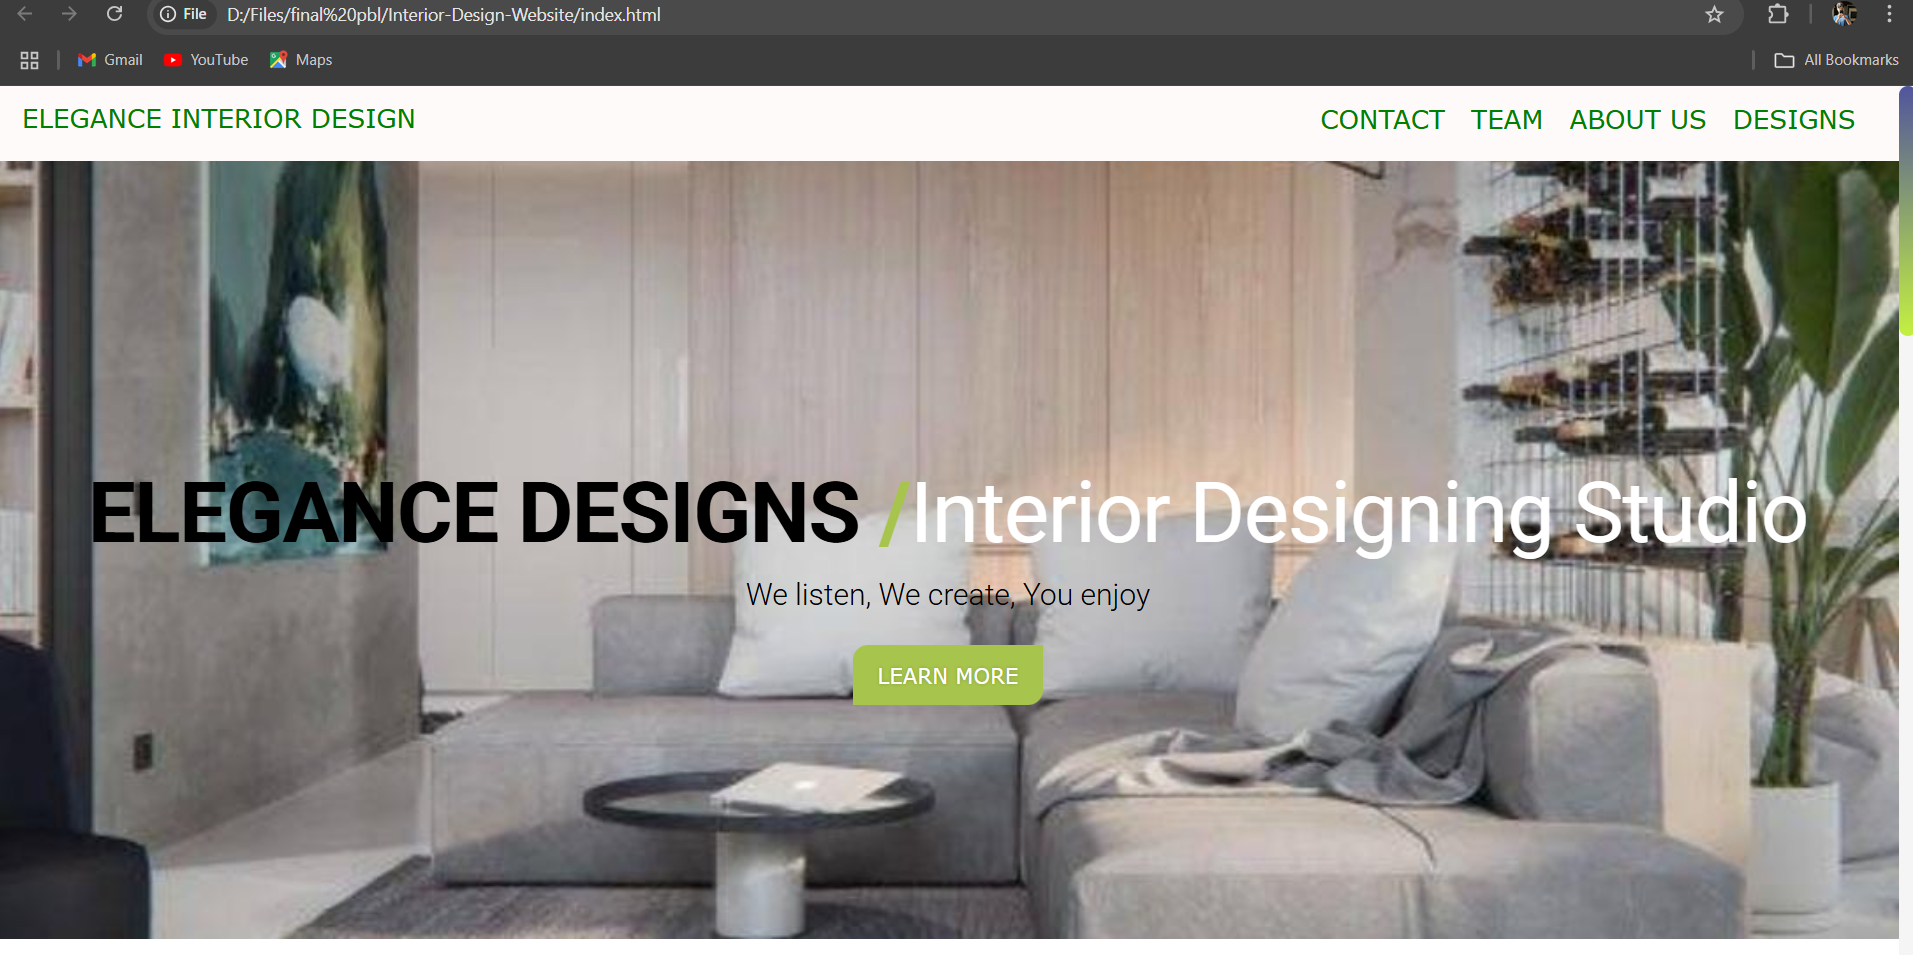 File D:/Files/final%20pbl/Interior-Design-Website/index.html
Gmail YouTube Maps All Bookmarks
ELEGANCE INTERIOR DESIGN CONTACT TEAM ABOUT US DESIGNS
ELEGANCE DESIGNS /Interior Designing Studio
We listen, We create, You enjoy
LEARN MORE